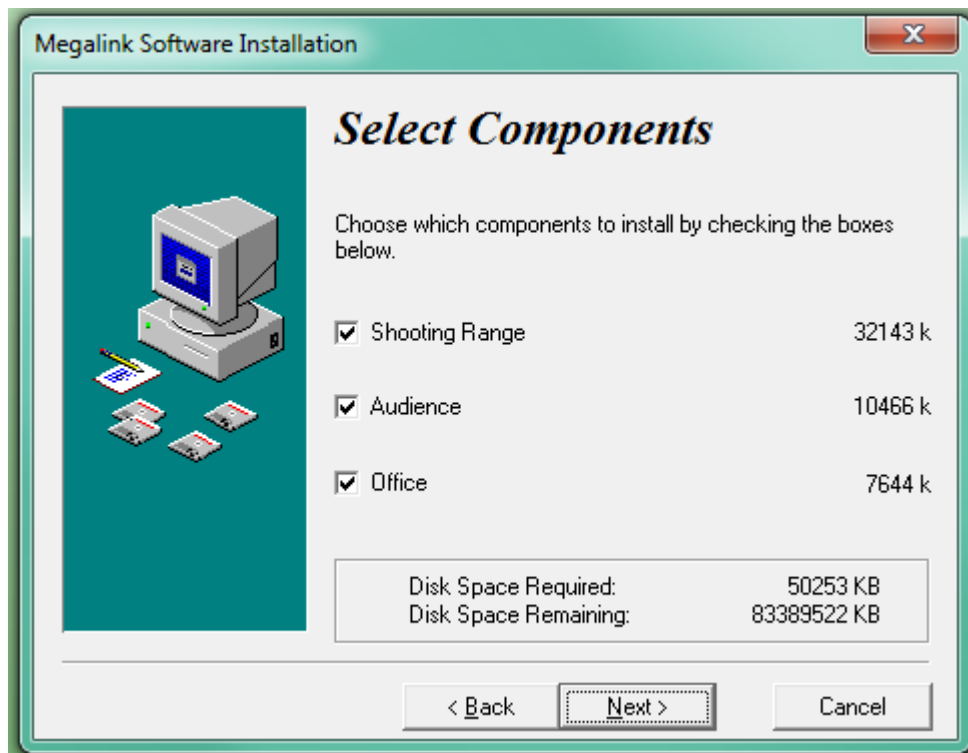 Megalink Software Installation
Select Components
Choose which components to install by checking the boxes
below.
Shooting Range 32143 k
Audience 10466 k
Office 7644 k
Disk Space Required: 50253 KB
Disk Space Remaining: 83389522 KB
< Back Next > Cancel